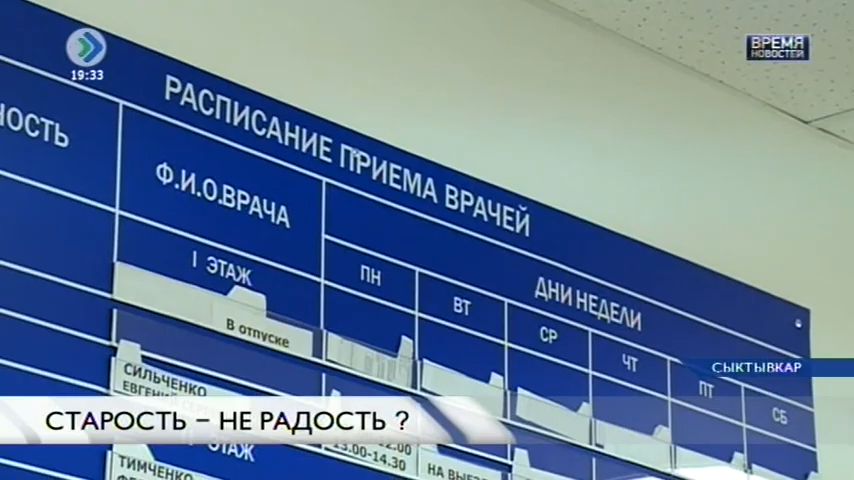 19:33
ВРЕМЯ
НОВОСТЕЙ
РАСПИСАНИЕ ПРИЕМА ВРАЧЕЙ
НОСТЬ
Ф.И.О.ВРАЧА
ДНИ НЕДЕЛИ
I ЭТАЖ
ПН
ВТ
СР
ЧТ
ПТ
СБ
В отпуске
СЫКТЫВКАР
СИЛЬЧЕНКО
СТАРОСТЬ – НЕ РАДОСТЬ ?
ЭТАЖ
13.00-14.30
НА ВЫЕЗ
ТИМЧЕНКО